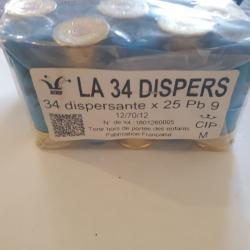 LA 34 DISPERS
34 dispersante x 25 Pb 9
12/70/12
N° de lot 1801260005
Tenir hors de portée des enfants
Fabrication Française
CIP
M